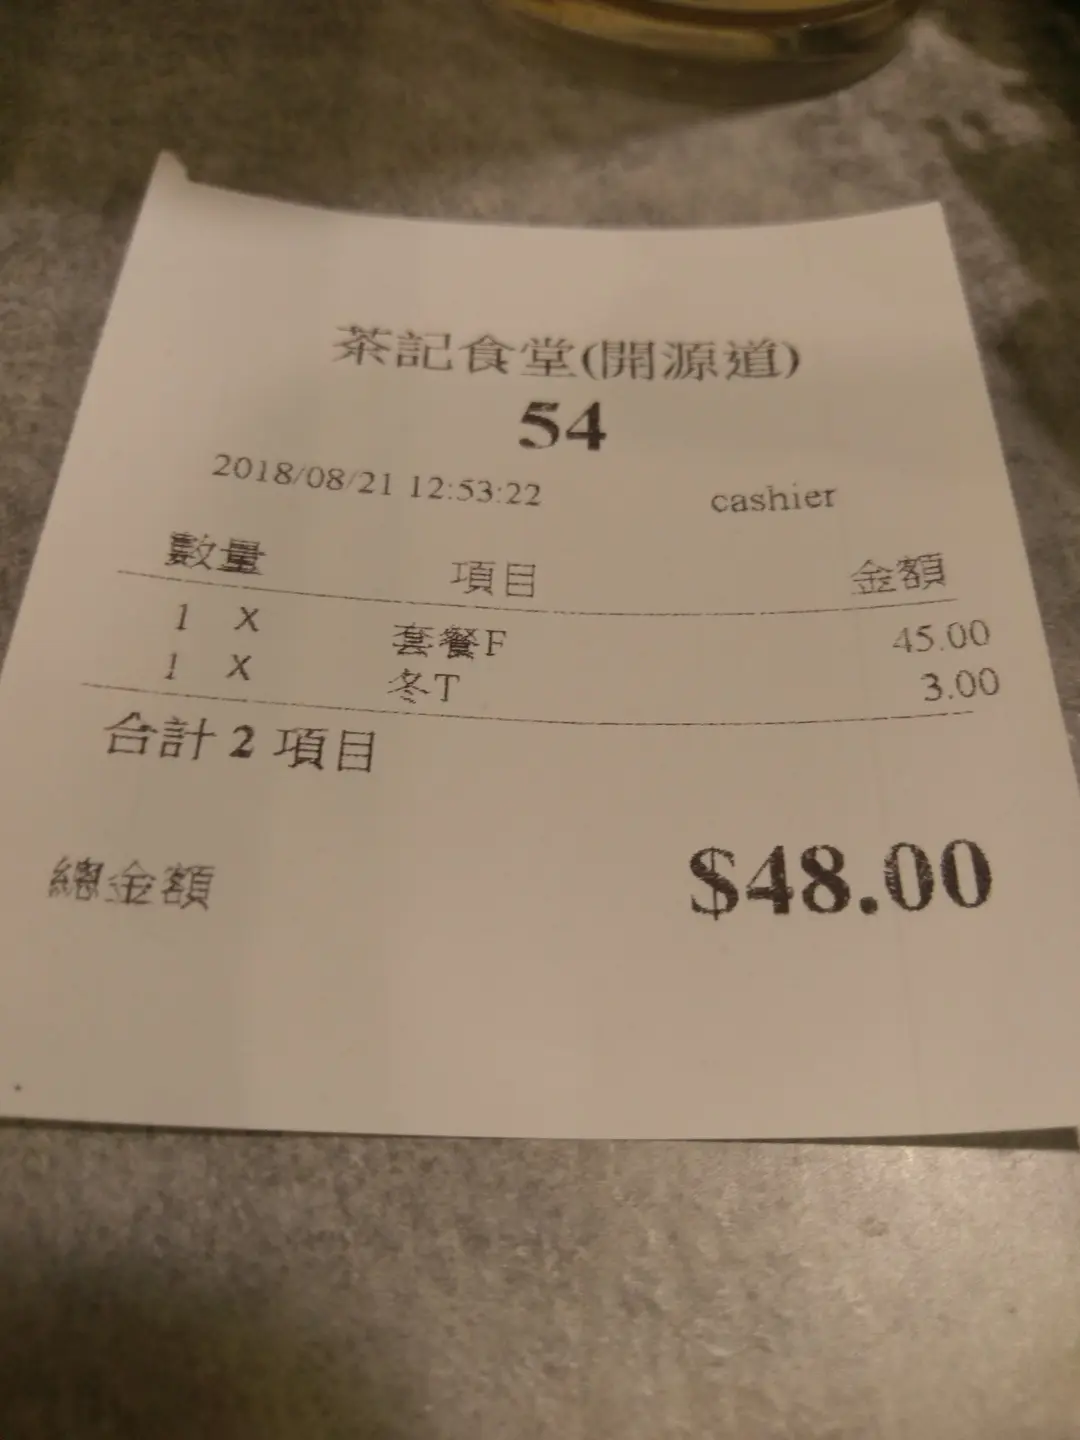 茶記食堂(開源道)
54
2018/08/21 12:53:22 cashier
數量 項目 金額
1 X 套餐F 45.00
1 X 冬T 3.00
合計 2 項目
總金額 $48.00